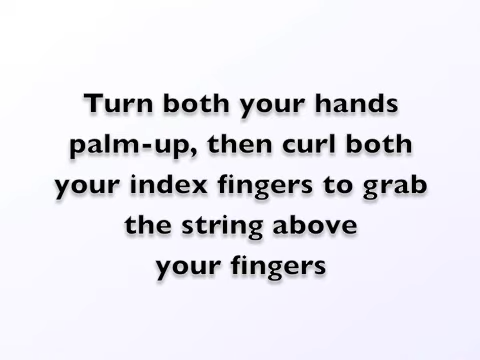 Turn both your hands
palm-up, then curl both
your index fingers to grab
the string above
your fingers